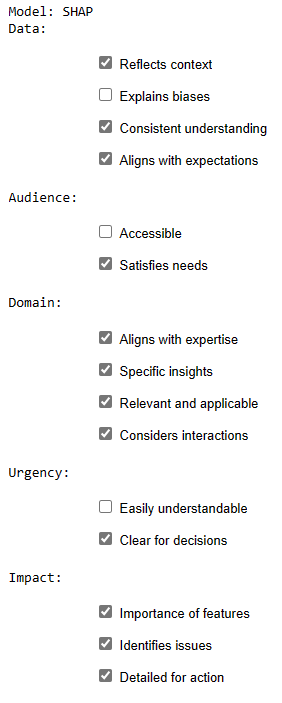 Model: SHAP
Data:
Reflects context
Explains biases
Consistent understanding
Aligns with expectations
Audience:
Accessible
Satisfies needs
Domain:
Aligns with expertise
Specific insights
Relevant and applicable
Considers interactions
Urgency:
Easily understandable
Clear for decisions
Impact:
Importance of features
Identifies issues
Detailed for action